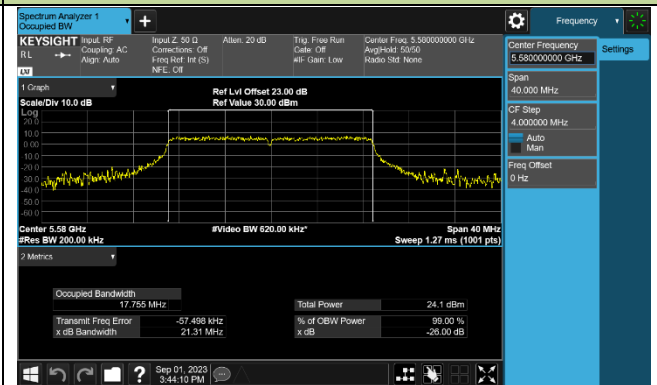 Spectrum Analyzer 1
Occupied BW
Frequency
KEYSIGHT
RL
LXI
Input: RF
Coupling: AC
Align: Auto
Input Z: 50 Ω
Corrections: Off
Freq Ref: Int (S)
NFE: Off
Atten: 20 dB
Trig: Free Run
Gate: Off
#IF Gain: Low
Center Freq: 5.580000000 GHz
Avg|Hold: 50/50
Radio Std: None
Center Frequency
5.580000000 GHz
Settings
Span
40.000 MHz
CF Step
4.000000 MHz
Auto
Man
Freq Offset
0 Hz
1 Graph
Scale/Div 10.0 dB
Ref Lvl Offset 23.00 dB
Ref Value 30.00 dBm
Log
20.0
10.0
0.00
-10.0
-20.0
-30.0
-40.0
-50.0
-60.0
Center 5.58 GHz
#Video BW 620.00 kHz*
Span 40 MHz
#Res BW 200.00 kHz
Sweep 1.27 ms (1001 pts)
2 Metrics
Occupied Bandwidth
17.755 MHz
Total Power 24.1 dBm
Transmit Freq Error -57.498 kHz
% of OBW Power 99.00 %
x dB Bandwidth 21.31 MHz
x dB -26.00 dB
Sep 01, 2023
3:44:10 PM